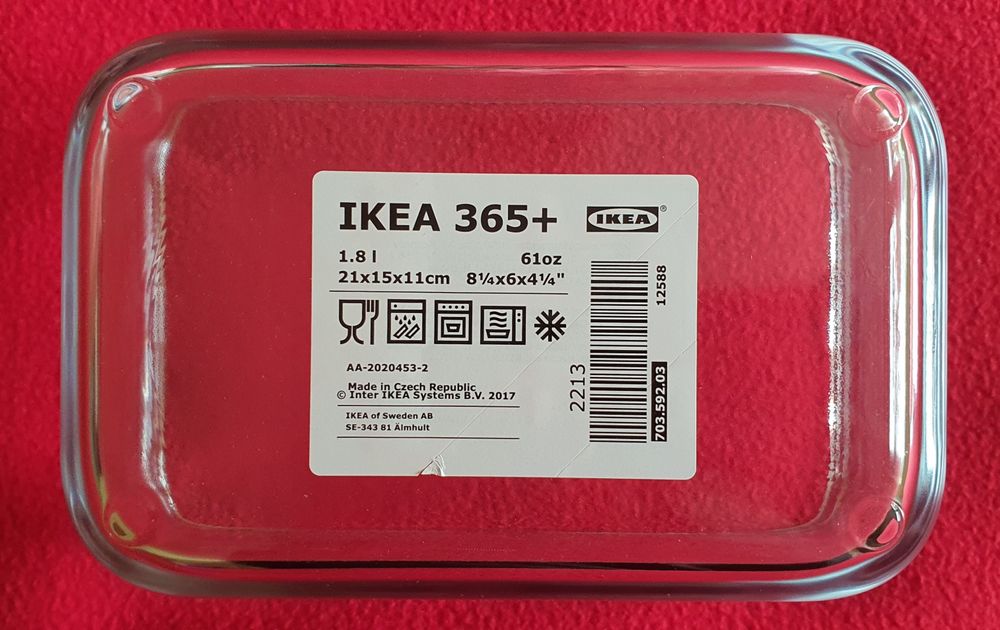 IKEA 365+
IKEA®
1.8 l 61oz
21x15x11cm 8¼x6x4¼"
AA-2020453-2
Made in Czech Republic
© Inter IKEA Systems B.V. 2017
IKEA of Sweden AB
SE-343 81 Älmhult
2213
12588
703.592.03